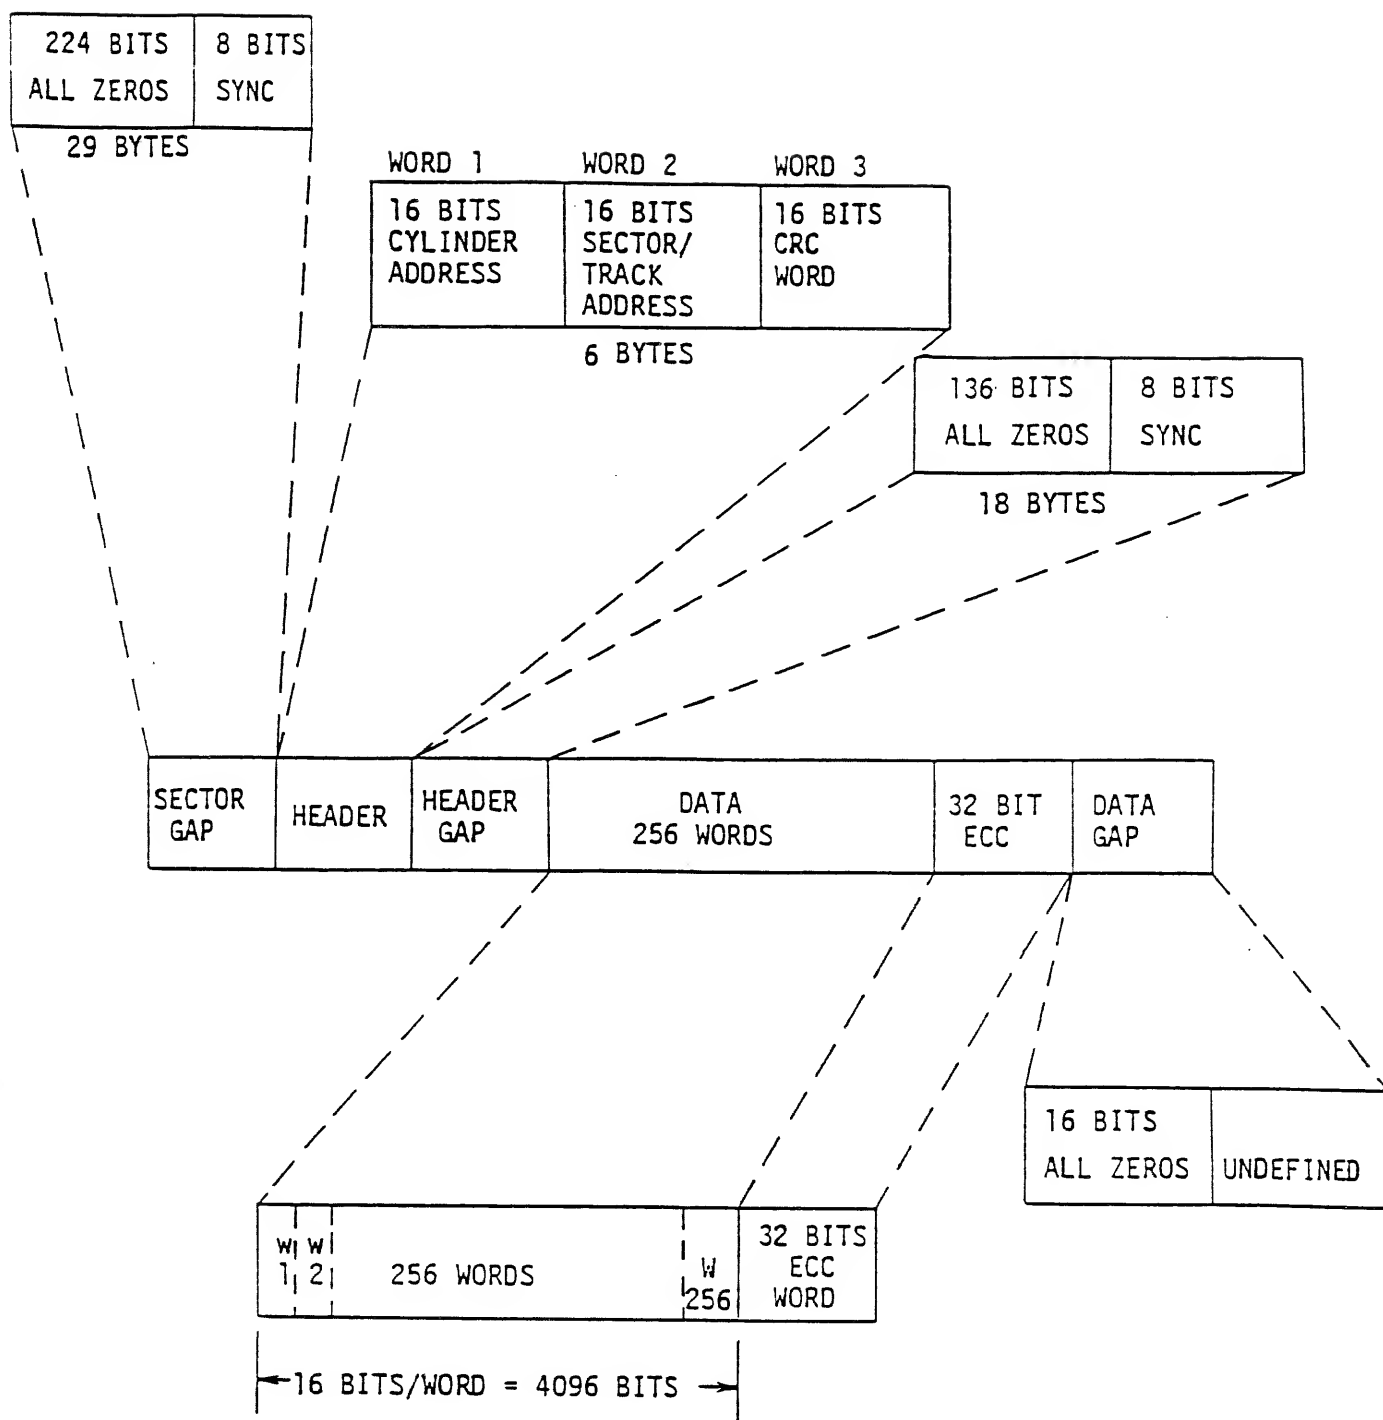 224 BITS
ALL ZEROS
8 BITS
SYNC
29 BYTES
WORD 1
WORD 2
WORD 3
16 BITS
CYLINDER
ADDRESS
16 BITS
SECTOR/
TRACK
ADDRESS
16 BITS
CRC
WORD
6 BYTES
136 BITS
ALL ZEROS
8 BITS
SYNC
18 BYTES
SECTOR
GAP
HEADER
HEADER
GAP
DATA
256 WORDS
32 BIT
ECC
DATA
GAP
16 BITS
ALL ZEROS
UNDEFINED
W
1
W
2
256 WORDS
W
256
32 BITS
ECC
WORD
16 BITS/WORD = 4096 BITS